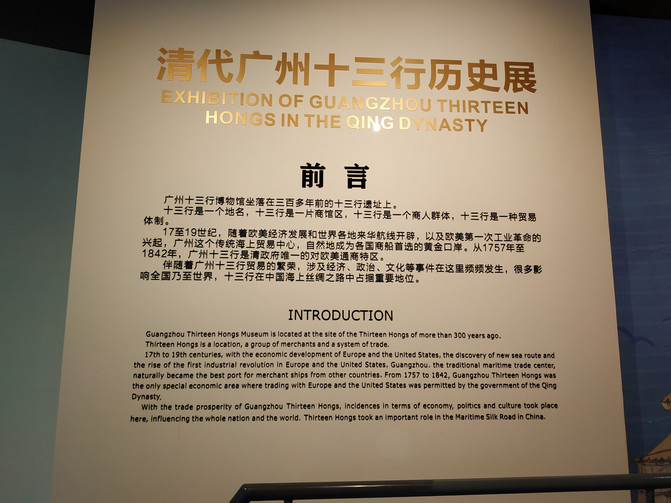 清代广州十三行历史展
EXHIBITION OF GUANGZHOU THIRTEEN
HONGS IN THE QING DYNASTY
前言
广州十三行博物馆坐落在三百多年前的十三行遗址上。
十三行是一个地名，十三行是一片商馆区，十三行是一个商人群体，十三行是一种贸易
体制。
17至19世纪，随着欧美经济发展和世界各地来华航线开辟，以及欧美第一次工业革命的
兴起，广州这个传统海上贸易中心，自然地成为各国商船首选的黄金口岸。从1757年至
1842年，广州十三行是清政府唯一的对欧美通商特区。
伴随着广州十三行贸易的繁荣，涉及经济、政治、文化等事件在这里频频发生，很多影
响全国乃至世界，十三行在中国海上丝绸之路中占据重要地位。
INTRODUCTION
Guangzhou Thirteen Hongs Museum is located at the site of the Thirteen Hongs of more than 300 years ago.
Thirteen Hongs is a location, a group of merchants and a system of trade.
17th to 19th centuries, with the economic development of Europe and the United States, the discovery of new sea route and
the rise of the first industrial revolution in Europe and the United States, Guangzhou, the traditional maritime trade center,
naturally became the best port for merchant ships from other countries. From 1757 to 1842, Guangzhou Thirteen Hongs was
the only special economic area where trading with Europe and the United States was permitted by the government of the Qing
Dynasty.
With the trade prosperity of Guangzhou Thirteen Hongs, incidences in terms of economy, politics and culture took place
here, influencing the whole nation and the world. Thirteen Hongs took an important role in the Maritime Silk Road in China.